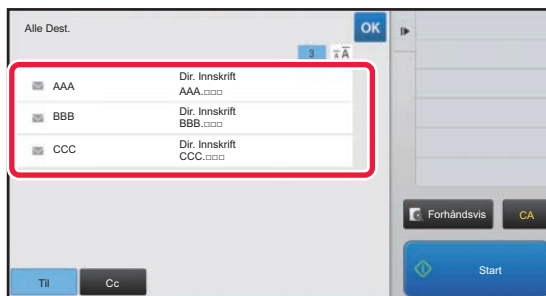 Alle Dest.
OK
3 AA
AAA Dir. Innskrift
AAA.□□□
BBB Dir. Innskrift
BBB.□□□
CCC Dir. Innskrift
CCC.□□□
Forhåndsvis CA
Start
Til Cc